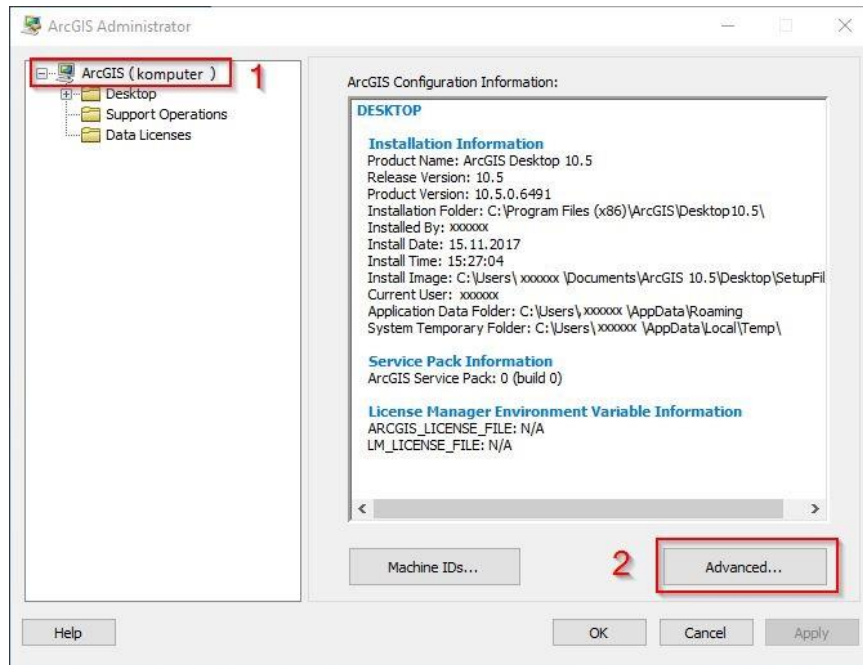 ArcGIS Administrator
ArcGIS (komputer )
1
Desktop
Support Operations
Data Licenses
ArcGIS Configuration Information:
DESKTOP
Installation Information
Product Name: ArcGIS Desktop 10.5
Release Version: 10.5
Product Version: 10.5.0.6491
Installation Folder: C:\Program Files (x86)\ArcGIS\Desktop10.5\
Installed By: xxxxxx
Install Date: 15.11.2017
Install Time: 15:27:04
Install Image: C:\Users\ xxxxxx \Documents\ArcGIS 10.5\Desktop\SetupFil
Current User: xxxxxx
Application Data Folder: C:\Users\ xxxxxx \AppData\Roaming
System Temporary Folder: C:\Users\ xxxxxx \AppData\Local\Temp\
Service Pack Information
ArcGIS Service Pack: 0 (build 0)
License Manager Environment Variable Information
ARCGIS_LICENSE_FILE: N/A
LM_LICENSE_FILE: N/A
Machine IDs...
2
Advanced...
Help
OK
Cancel
Apply